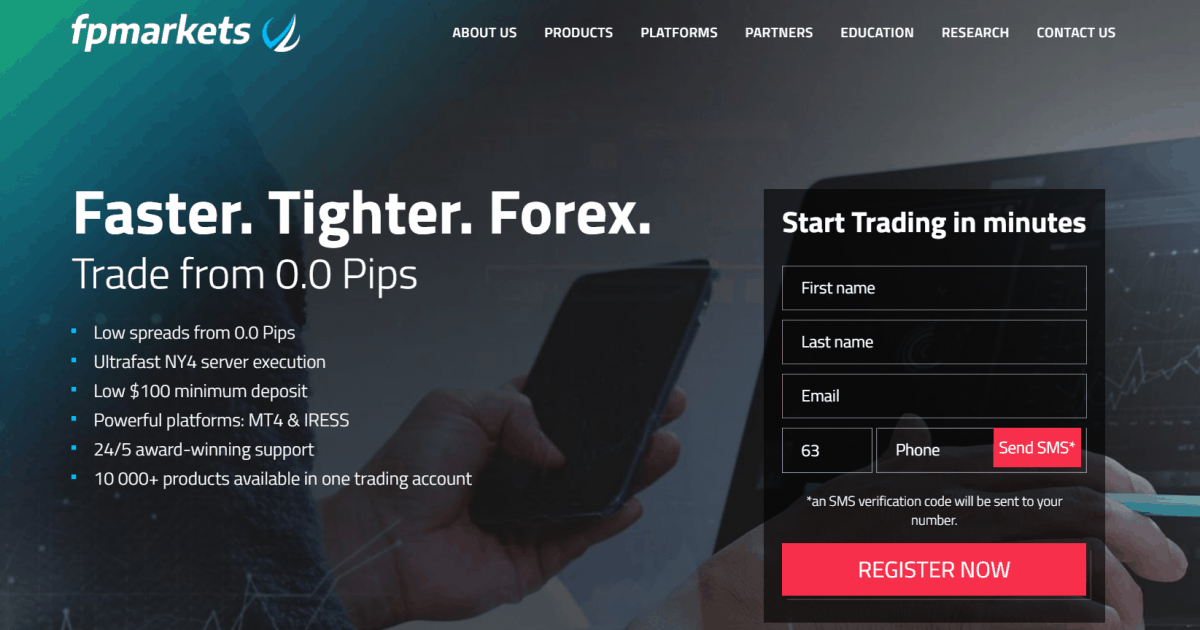 fpmarkets
ABOUT US
PRODUCTS
PLATFORMS
PARTNERS
EDUCATION
RESEARCH
CONTACT US
Faster. Tighter. Forex.
Trade from 0.0 Pips
Low spreads from 0.0 Pips
Ultrafast NY4 server execution
Low $100 minimum deposit
Powerful platforms: MT4 & IRESS
24/5 award-winning support
10 000+ products available in one trading account
Start Trading in minutes
First name
Last name
Email
63
Phone
Send SMS*
*an SMS verification code will be sent to your
number.
REGISTER NOW